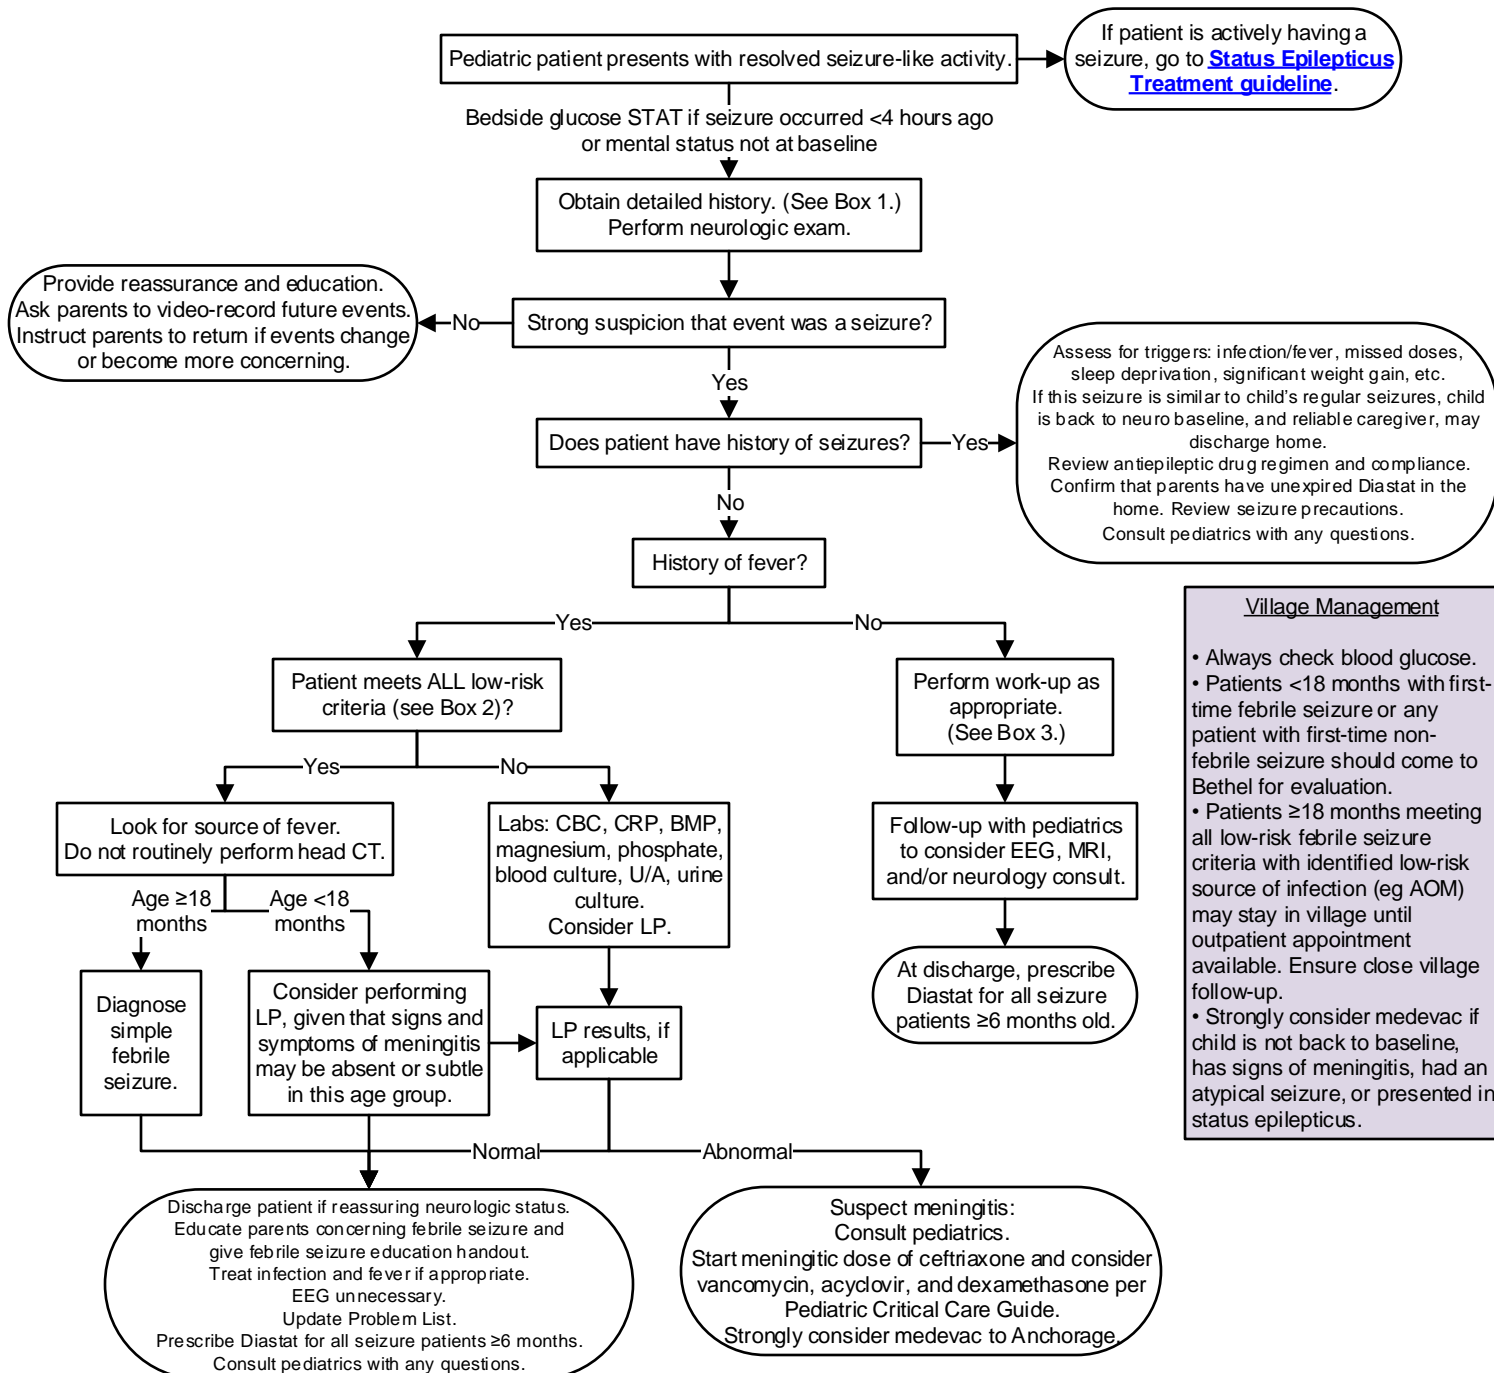 Pediatric patient presents with resolved seizure-like activity.
If patient is actively having a
seizure, go to Status Epilepticus
Treatment guideline.
Bedside glucose STAT if seizure occurred <4 hours ago
or mental status not at baseline
Obtain detailed history. (See Box 1.)
Perform neurologic exam.
Strong suspicion that event was a seizure?
No
Provide reassurance and education.
Ask parents to video-record future events.
Instruct parents to return if events change
or become more concerning.
Yes
Does patient have history of seizures?
Yes
Assess for triggers: infection/fever, missed doses,
sleep deprivation, significant weight gain, etc.
If this seizure is similar to child's regular seizures, child
is back to neuro baseline, and reliable caregiver, may
discharge home.
Review antiepileptic drug regimen and compliance.
Confirm that parents have unexpired Diastat in the
home. Review seizure precautions.
Consult pediatrics with any questions.
No
History of fever?
Yes
No
Patient meets ALL low-risk
criteria (see Box 2)?
Perform work-up as
appropriate.
(See Box 3.)
Yes
No
Look for source of fever.
Do not routinely perform head CT.
Labs: CBC, CRP, BMP,
magnesium, phosphate,
blood culture, U/A, urine
culture.
Consider LP.
Follow-up with pediatrics
to consider EEG, MRI,
and/or neurology consult.
Age ≥18
months
Age <18
months
Diagnose
simple
febrile
seizure.
Consider performing
LP, given that signs and
symptoms of meningitis
may be absent or subtle
in this age group.
LP results, if
applicable
At discharge, prescribe
Diastat for all seizure
patients ≥6 months old.
Normal
Abnormal
Discharge patient if reassuring neurologic status.
Educate parents concerning febrile seizure and
give febrile seizure education handout.
Treat infection and fever if appropriate.
EEG unnecessary.
Update Problem List.
Prescribe Diastat for all seizure patients ≥6 months.
Consult pediatrics with any questions.
Suspect meningitis:
Consult pediatrics.
Start meningitic dose of ceftriaxone and consider
vancomycin, acyclovir, and dexamethasone per
Pediatric Critical Care Guide.
Strongly consider medevac to Anchorage.
Village Management
• Always check blood glucose.
• Patients <18 months with first-
time febrile seizure or any
patient with first-time non-
febrile seizure should come to
Bethel for evaluation.
• Patients ≥18 months meeting
all low-risk febrile seizure
criteria with identified low-risk
source of infection (eg AOM)
may stay in village until
outpatient appointment
available. Ensure close village
follow-up.
• Strongly consider medevac if
child is not back to baseline,
has signs of meningitis, had an
atypical seizure, or presented in
status epilepticus.